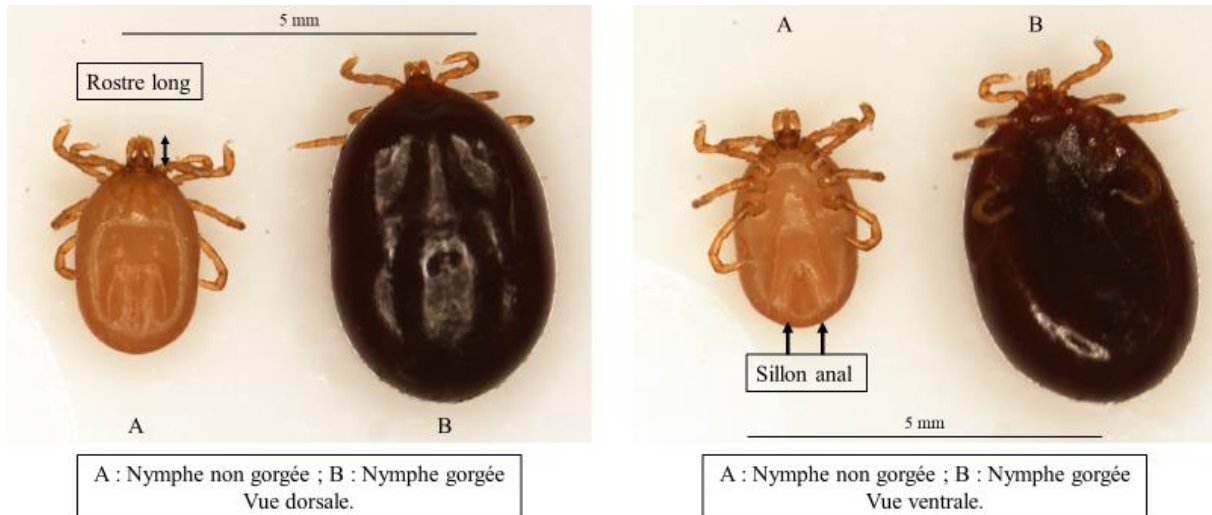 5 mm
Rostre long
A
B
A : Nymphe non gorgée ; B : Nymphe gorgée
Vue dorsale.
A
B
Sillon anal
5 mm
A : Nymphe non gorgée ; B : Nymphe gorgée
Vue ventrale.